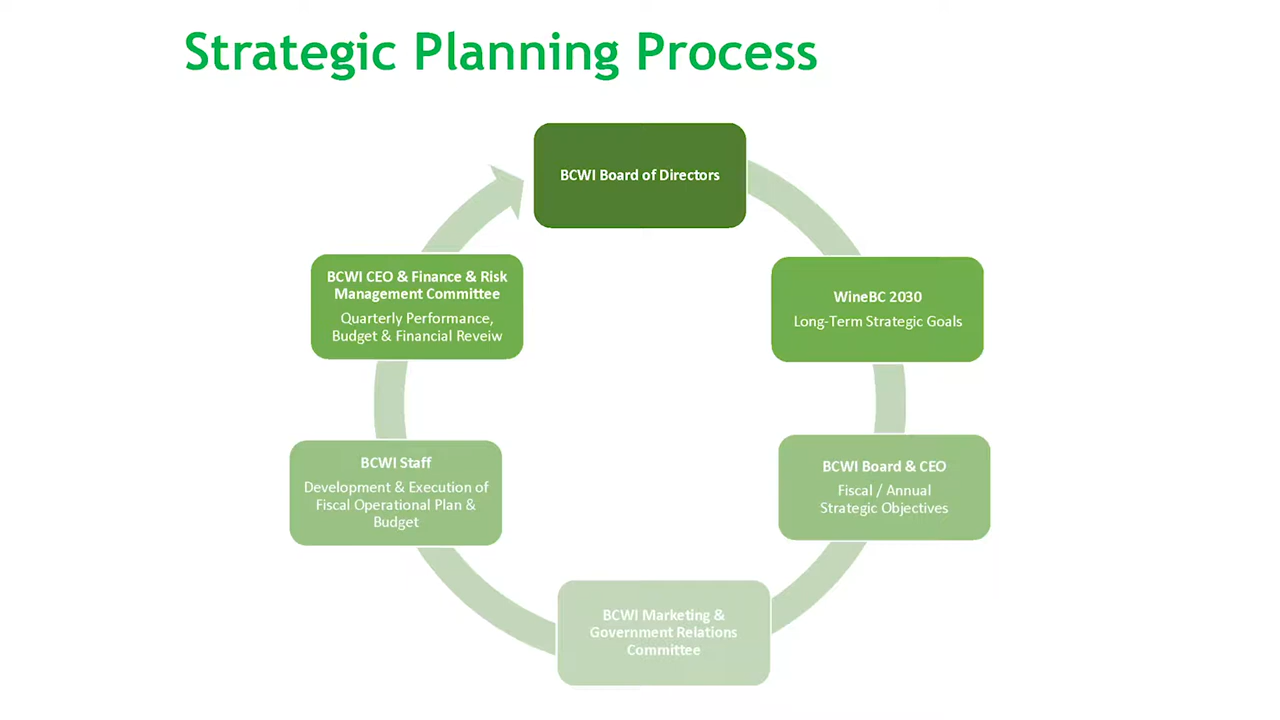 Strategic Planning Process
BCWI Board of Directors
WineBC 2030
Long-Term Strategic Goals
BCWI Board & CEO
Fiscal / Annual
Strategic Objectives
BCWI Marketing &
Government Relations
Committee
BCWI Staff
Development & Execution of
Fiscal Operational Plan &
Budget
BCWI CEO & Finance & Risk
Management Committee
Quarterly Performance,
Budget & Financial Reveiw